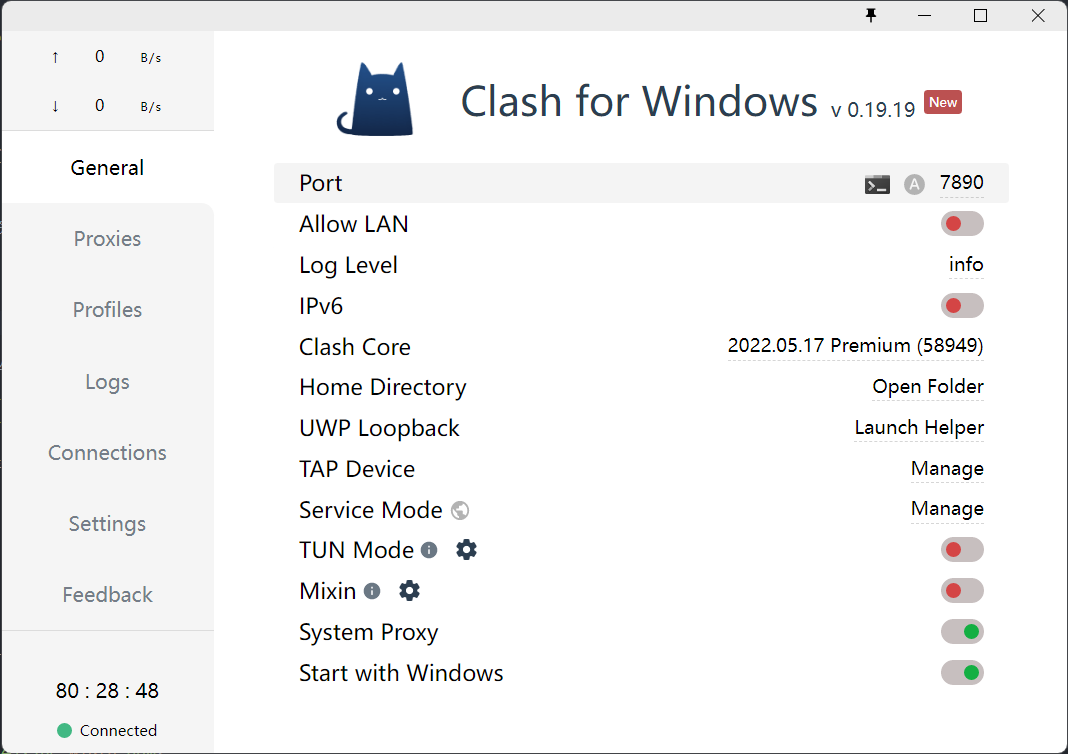 ↑ 0 B/s
↓ 0 B/s
General
Proxies
Profiles
Logs
Connections
Settings
Feedback
80 : 28 : 48
Connected
Clash for Windows v 0.19.19 New
Port A 7890
Allow LAN
Log Level info
IPv6
Clash Core 2022.05.17 Premium (58949)
Home Directory Open Folder
UWP Loopback Launch Helper
TAP Device Manage
Service Mode Manage
TUN Mode
Mixin
System Proxy
Start with Windows